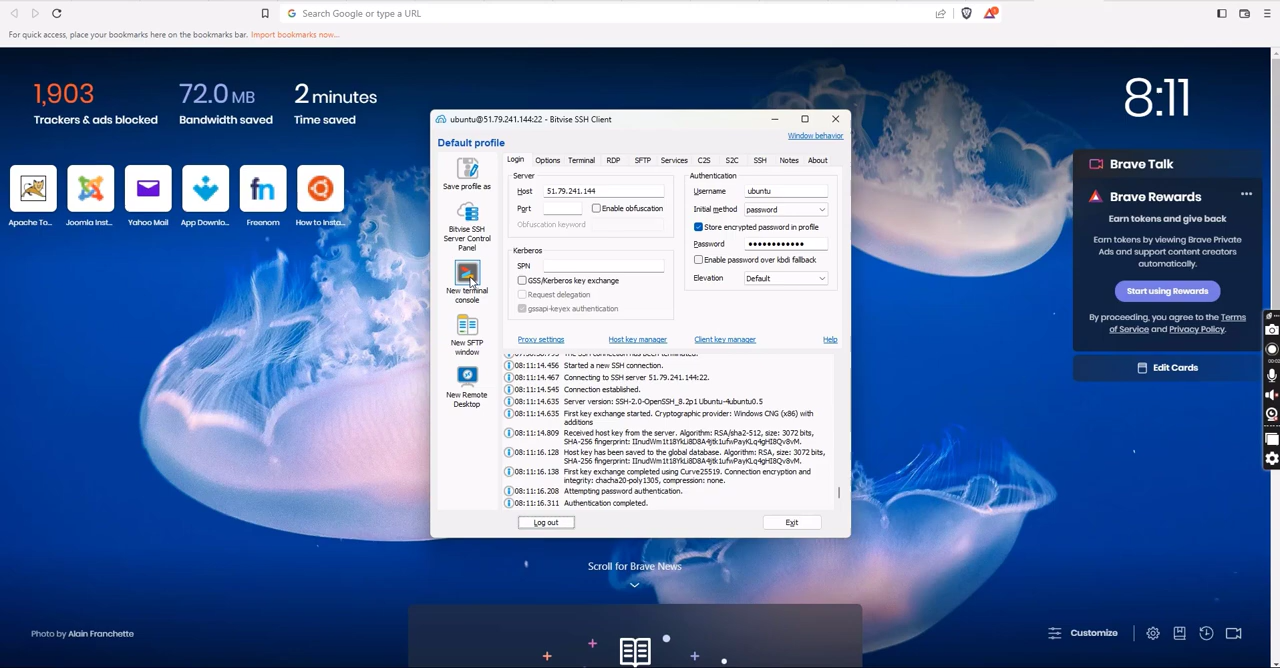 Search Google or type a URL
For quick access, place your bookmarks here on the bookmarks bar. Import bookmarks now...
1,903
Trackers & ads blocked
72.0 MB
Bandwidth saved
2 minutes
Time saved
8:11
Apache To...
Joomla Inst...
Yahoo Mail
App Downlo...
Freenom
How to Insta...
ubuntu@51.79.241.144:22 - Bitvise SSH Client
Default profile
Window behavior
Save profile as
Bitvise SSH
Server Control
Panel
New terminal
console
New SFTP
window
New Remote
Desktop
Login Options Terminal RDP SFTP Services C2S S2C SSH Notes About
Server
Host 51.79.241.144
Port Enable obfuscation
Obfuscation keyword
Kerberos
SPN
GSS/Kerberos key exchange
Request delegation
gssapi-keyex authentication
Authentication
Username ubuntu
Initial method password
Store encrypted password in profile
Password ●●●●●●●●●●●●
Enable password over kbdi fallback
Elevation Default
Proxy settings Host key manager Client key manager Help
08:11:14.456 Started a new SSH connection.
08:11:14.467 Connecting to SSH server 51.79.241.144:22.
08:11:14.545 Connection established.
08:11:14.635 Server version: SSH-2.0-OpenSSH_8.2p1 Ubuntu-4ubuntu0.5
08:11:14.635 First key exchange started. Cryptographic provider: Windows CNG (x86) with
additions
08:11:14.809 Received host key from the server. Algorithm: RSA/sha2-512, size: 3072 bits,
SHA-256 fingerprint:
08:11:16.128 Host key has been saved to the global database. Algorithm: RSA, size: 3072 bits,
SHA-256 fingerprint:
08:11:16.138 First key exchange completed using Curve25519. Connection encryption and
integrity: chacha20-poly1305, compression: none.
08:11:16.208 Attempting password authentication.
08:11:16.311 Authentication completed.
Log out
Exit
Brave Talk
Brave Rewards
Earn tokens and give back
Earn tokens by viewing Brave Private
Ads and support content creators
automatically.
Start using Rewards
By proceeding, you agree to the Terms
of Service and Privacy Policy.
Edit Cards
Scroll for Brave News
Photo by Alain Franchette
Customize